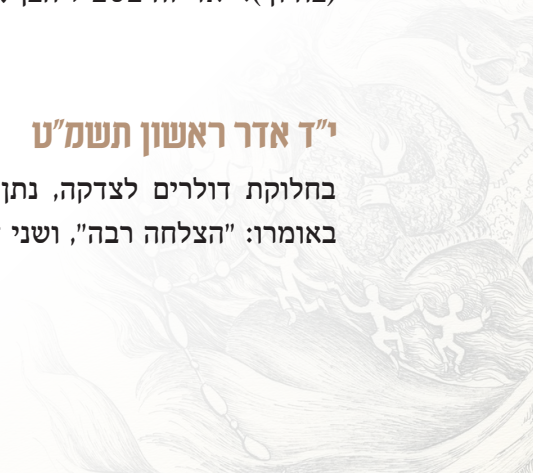 י״ד אדר ראשון תשמ״ט
בחלוקת דולרים לצדקה, נתן
באומרו: ״הצלחה רבה״, ושני